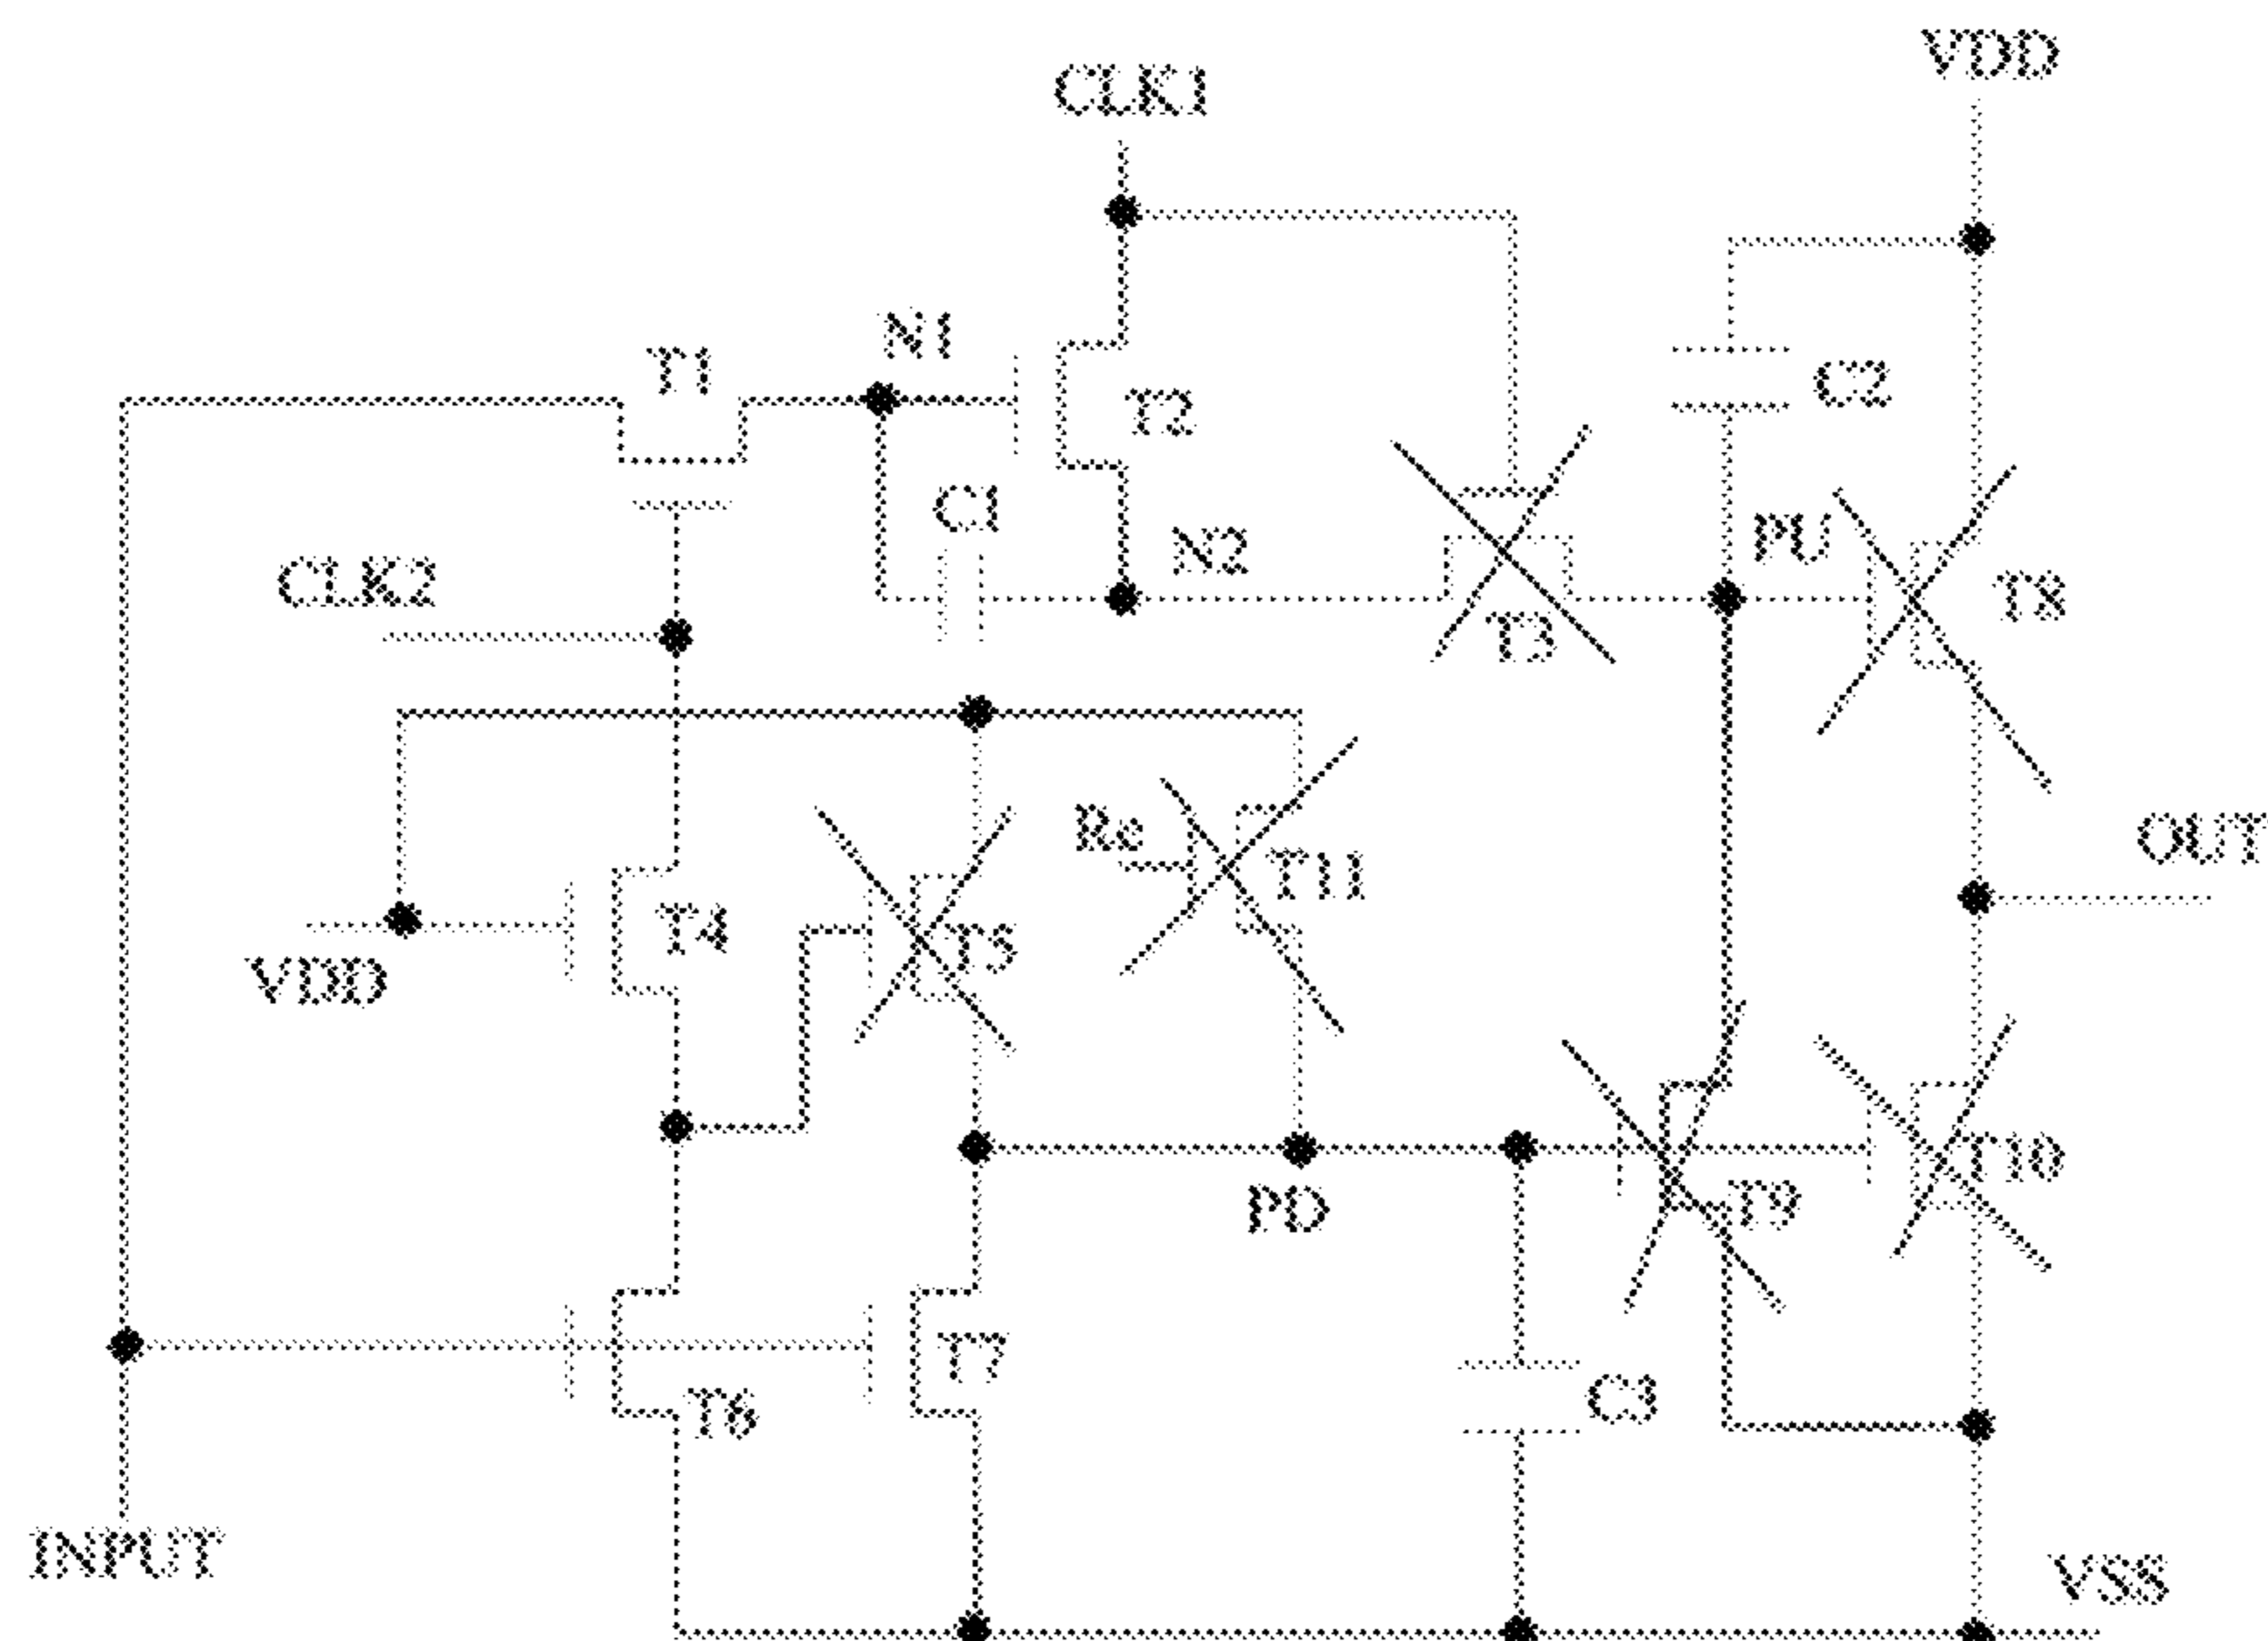 VDD
CLK1
N1
T1
C2
T2
C1
PU
N2
CLK2
T8
T3
Re
OUT
T11
T4
T5
VDD
T10
T9
PD
T7
C3
T6
INPUT
VSS